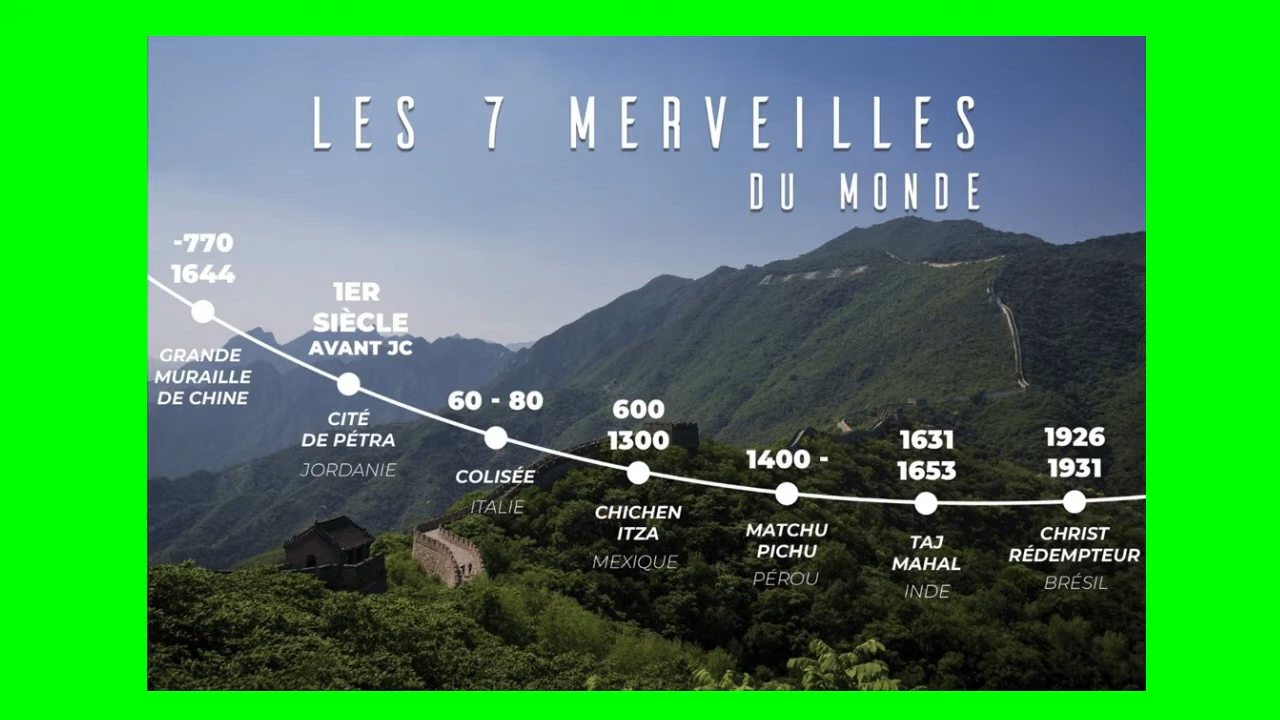 LES 7 MERVEILLES
DU MONDE
-770
1644
GRANDE
MURAILLE
DE CHINE
1ER
SIÈCLE
AVANT JC
CITÉ
DE PÉTRA
JORDANIE
60 - 80
COLISÉE
ITALIE
600
1300
CHICHEN
ITZA
MEXIQUE
1400 -
MATCHU
PICHU
PÉROU
1631
1653
TAJ
MAHAL
INDE
1926
1931
CHRIST
RÉDEMPTEUR
BRÉSIL